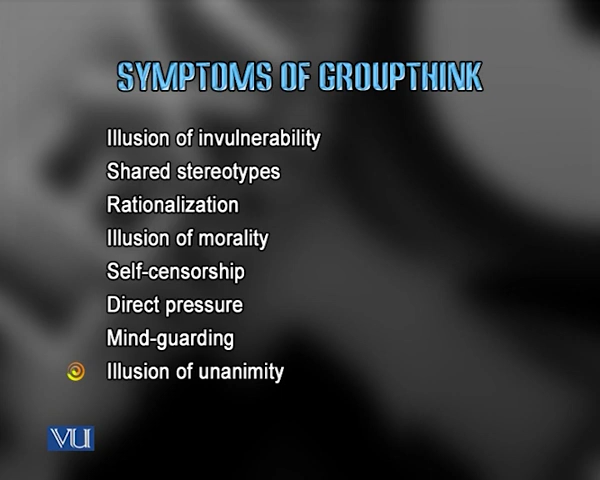 SYMPTOMS OF GROUPTHINK
Illusion of invulnerability
Shared stereotypes
Rationalization
Illusion of morality
Self-censorship
Direct pressure
Mind-guarding
Illusion of unanimity
VU